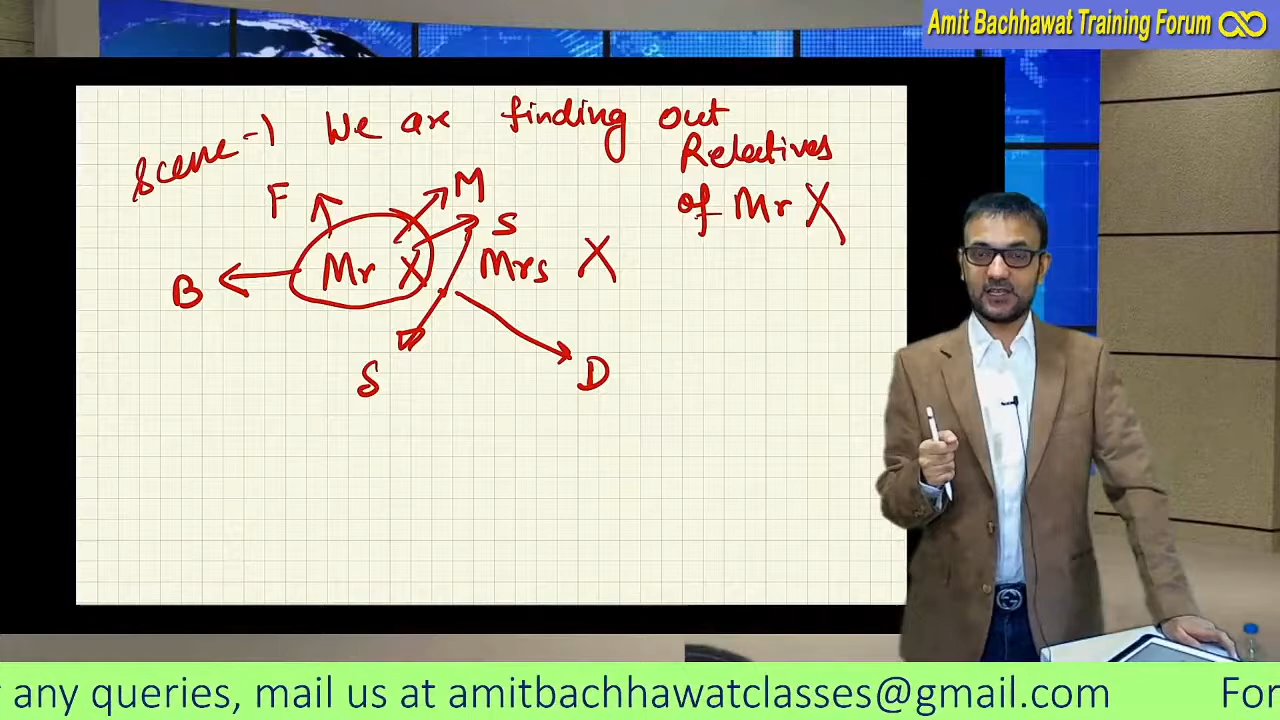 Amit Bachhawat Training Forum
Scene-1 We are finding out
Relatives
of Mr X
F
M
S
B
Mr X
Mrs X
S
D
any queries, mail us at amitbachhawatclasses@gmail.com
For